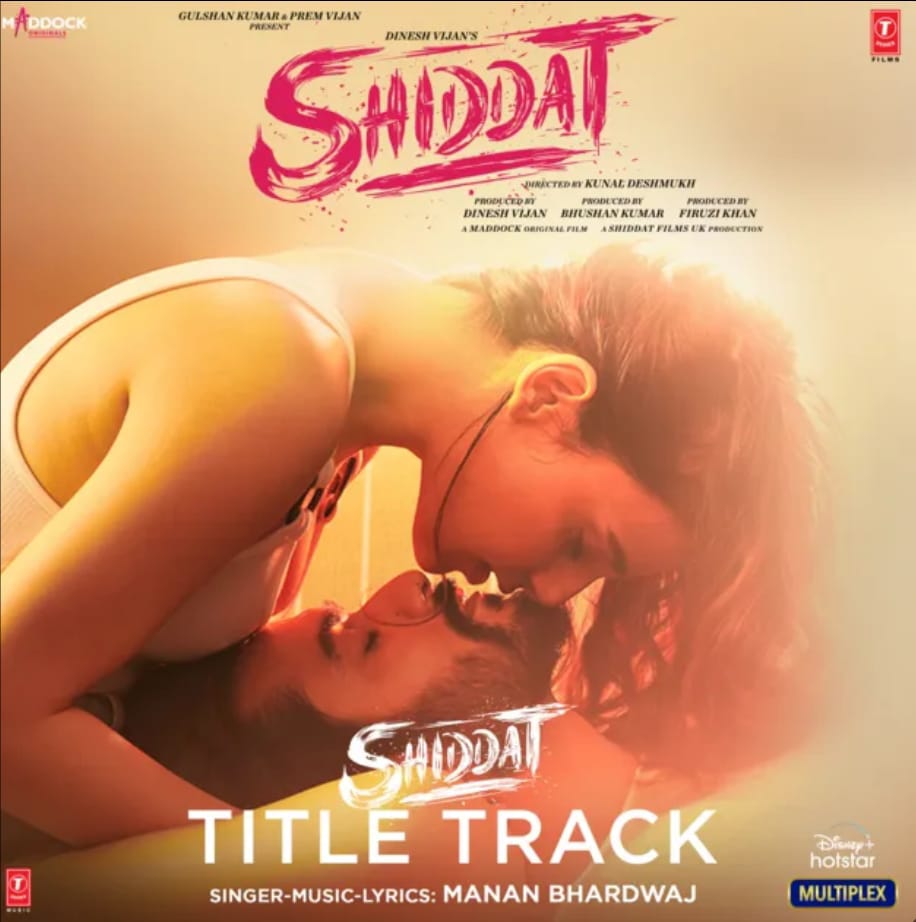 MADDOCK
ORIGINALS
GULSHAN KUMAR & PREM VIJAN
PRESENT
DINESH VIJAN'S
SHIDDAT
T
SERIES
FILMS
DIRECTED BY KUNAL DESHMUKH
PRODUCED BY PRODUCED BY PRODUCED BY
DINESH VIJAN BHUSHAN KUMAR FIRUZI KHAN
A MADDOCK ORIGINAL FILM A SHIDDAT FILMS UK PRODUCTION
SHIDDAT
TITLE TRACK
SINGER-MUSIC-LYRICS: MANAN BHARDWAJ
T
SERIES
MUSIC
Disney+
hotstar
MULTIPLEX